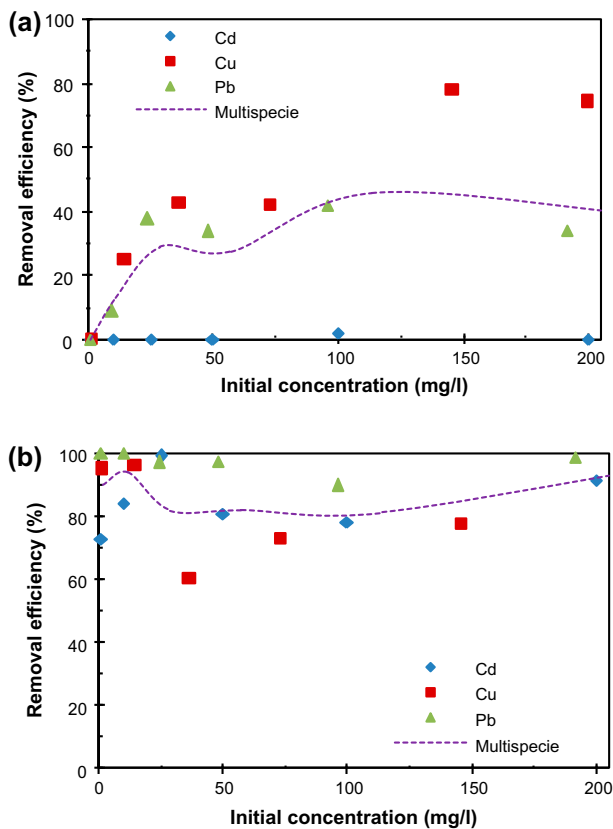 (a)
Removal efficiency (%)
100
80
60
40
20
0
Cd
Cu
Pb
Multispecie
0
50
100
150
200
Initial concentration (mg/l)
(b)
Removal efficiency (%)
100
80
60
40
20
0
Cd
Cu
Pb
Multispecie
0
50
100
150
200
Initial concentration (mg/l)